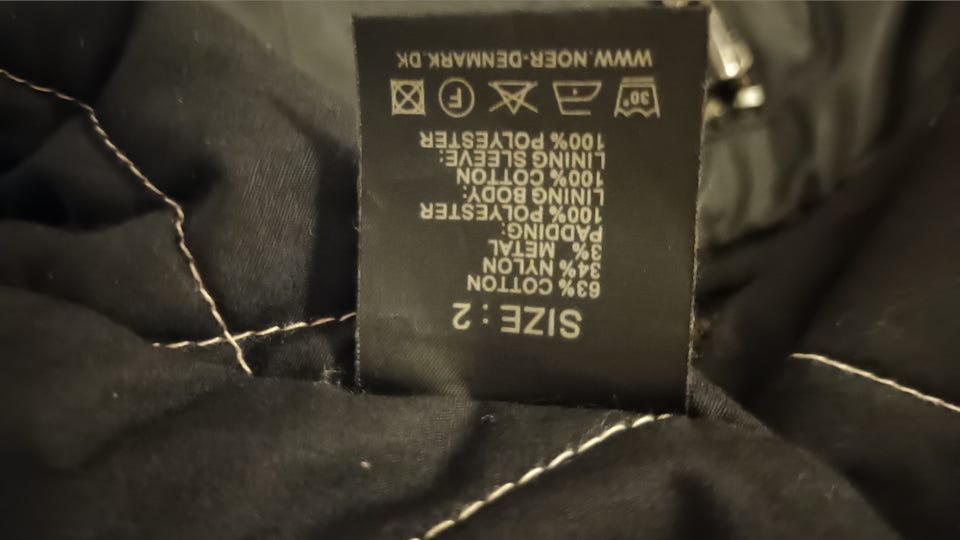 SIZE : 2
63% COTTON
34% NYLON
3% METAL
PADDING:
100% POLYESTER
LINING BODY:
100% COTTON
LINING SLEEVE:
100% POLYESTER
30° F
WWW.NOER-DENMARK.DK